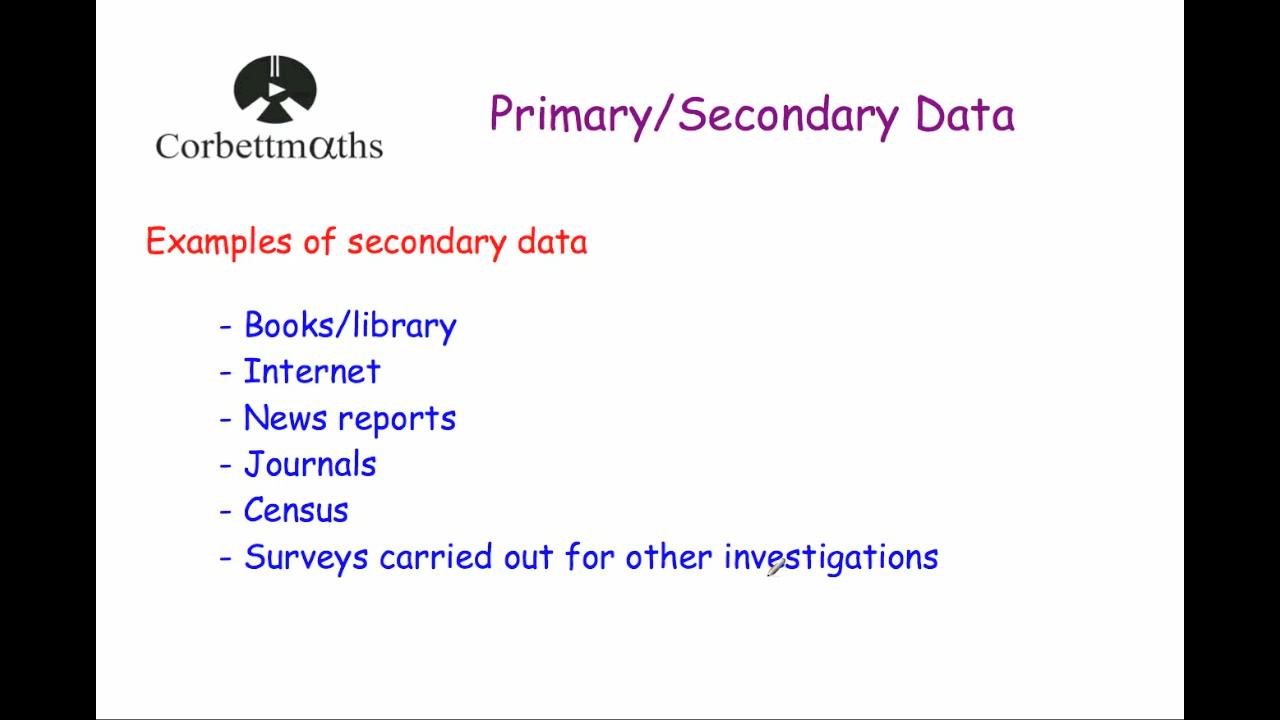 Corbettmαths
Primary/Secondary Data
Examples of secondary data
- Books/library
- Internet
- News reports
- Journals
- Census
- Surveys carried out for other investigations